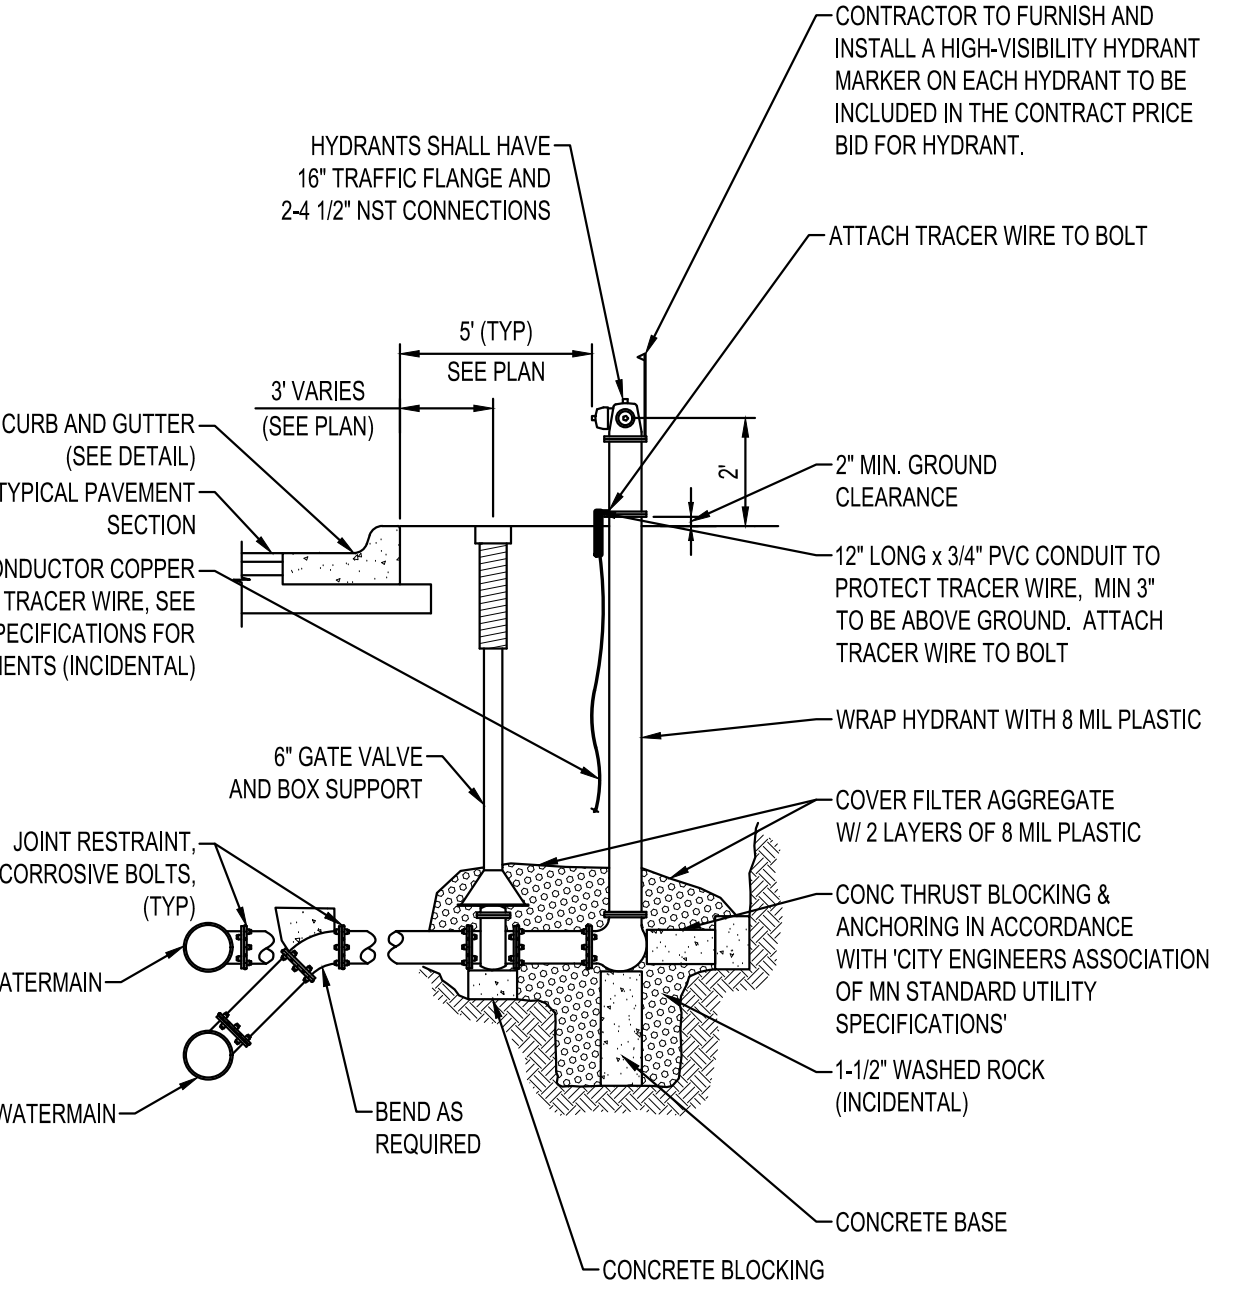 CONTRACTOR TO FURNISH AND
INSTALL A HIGH-VISIBILITY HYDRANT
MARKER ON EACH HYDRANT TO BE
INCLUDED IN THE CONTRACT PRICE
BID FOR HYDRANT.
HYDRANTS SHALL HAVE
16" TRAFFIC FLANGE AND
2-4 1/2" NST CONNECTIONS
ATTACH TRACER WIRE TO BOLT
5' (TYP)
SEE PLAN
3' VARIES
(SEE PLAN)
CURB AND GUTTER
(SEE DETAIL)
TYPICAL PAVEMENT
SECTION
2'
2" MIN. GROUND
CLEARANCE
COPPER
TRACER WIRE, SEE
FOR
(INCIDENTAL)
12" LONG x 3/4" PVC CONDUIT TO
PROTECT TRACER WIRE, MIN 3"
TO BE ABOVE GROUND. ATTACH
TRACER WIRE TO BOLT
WRAP HYDRANT WITH 8 MIL PLASTIC
6" GATE VALVE
AND BOX SUPPORT
COVER FILTER AGGREGATE
W/ 2 LAYERS OF 8 MIL PLASTIC
JOINT RESTRAINT,
BOLTS,
(TYP)
CONC THRUST BLOCKING &
ANCHORING IN ACCORDANCE
WITH 'CITY ENGINEERS ASSOCIATION
OF MN STANDARD UTILITY
SPECIFICATIONS'
1-1/2" WASHED ROCK
(INCIDENTAL)
WATERMAIN
BEND AS
REQUIRED
CONCRETE BASE
CONCRETE BLOCKING